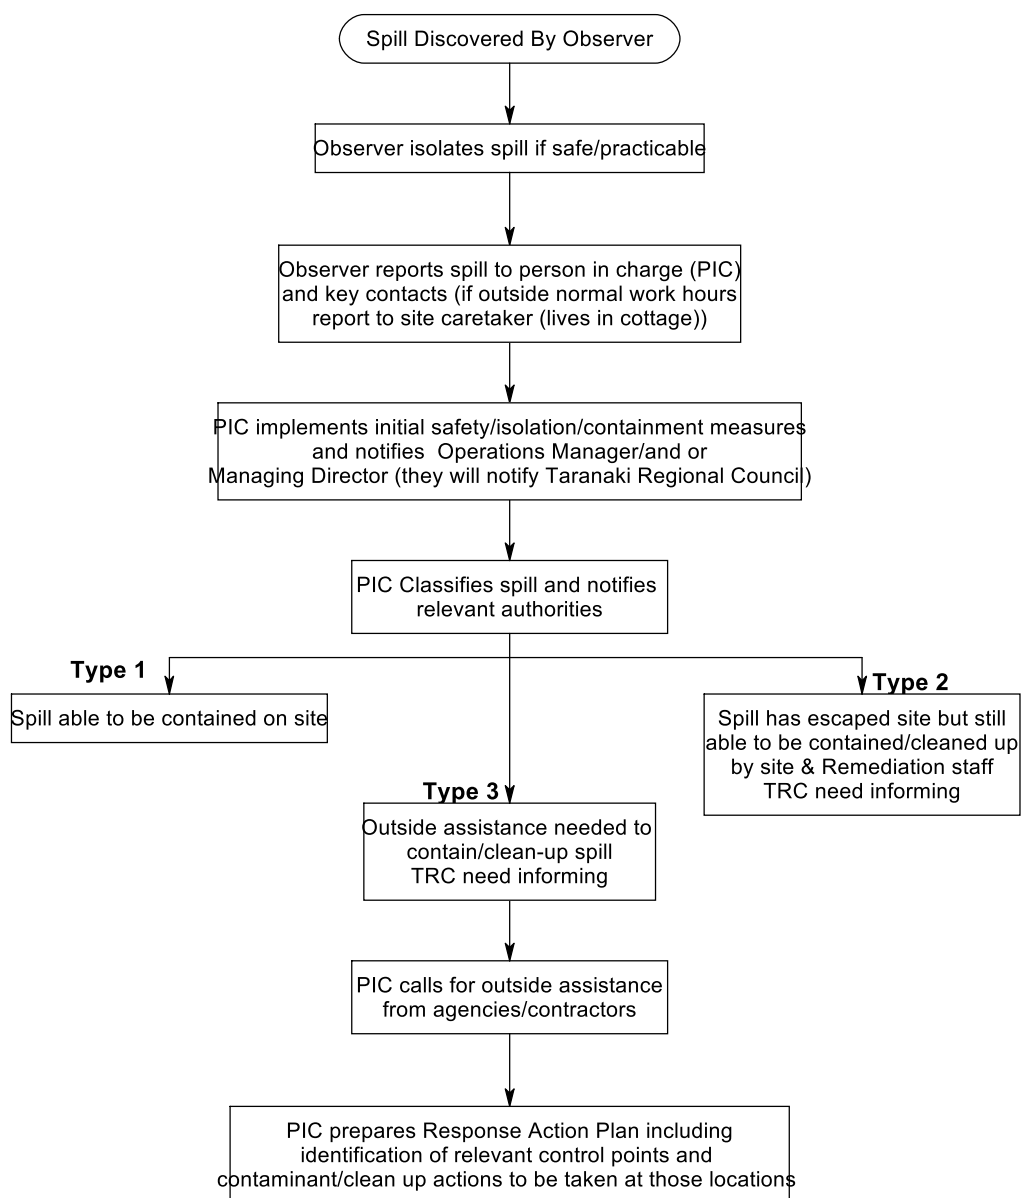 Spill Discovered By Observer
Observer isolates spill if safe/practicable
Observer reports spill to person in charge (PIC)
and key contacts (if outside normal work hours
report to site caretaker (lives in cottage))
PIC implements initial safety/isolation/containment measures
and notifies  Operations Manager/and or
Managing Director (they will notify Taranaki Regional Council)
PIC Classifies spill and notifies
relevant authorities
Type 1
Spill able to be contained on site
Type 2
Spill has escaped site but still
able to be contained/cleaned up
by site & Remediation staff
TRC need informing
Type 3
Outside assistance needed to
contain/clean-up spill
TRC need informing
PIC calls for outside assistance
from agencies/contractors
PIC prepares Response Action Plan including
identification of relevant control points and
contaminant/clean up actions to be taken at those locations